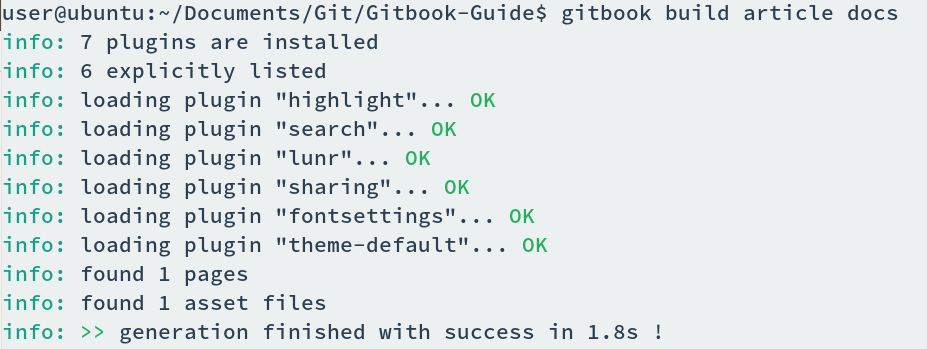 user@ubuntu:~/Documents/Git/Gitbook-Guide$ gitbook build article docs
info: 7 plugins are installed
info: 6 explicitly listed
info: loading plugin "highlight"... OK
info: loading plugin "search"... OK
info: loading plugin "lunr"... OK
info: loading plugin "sharing"... OK
info: loading plugin "fontsettings"... OK
info: loading plugin "theme-default"... OK
info: found 1 pages
info: found 1 asset files
info: >> generation finished with success in 1.8s !